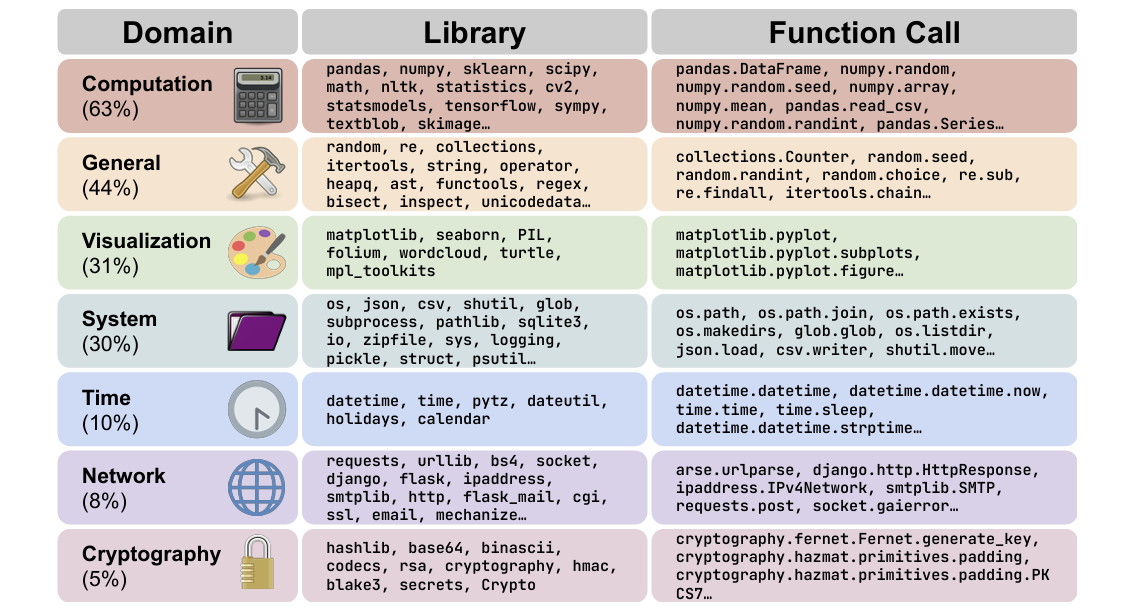 Domain
Library
Function Call
Computation
(63%)
pandas, numpy, sklearn, scipy,
math, nltk, statistics, cv2,
statsmodels, tensorflow, sympy,
textblob, skimage…
pandas.DataFrame, numpy.random,
numpy.random.seed, numpy.array,
numpy.mean, pandas.read_csv,
numpy.random.randint, pandas.Series…
General
(44%)
random, re, collections,
itertools, string, operator,
heapq, ast, functools, regex,
bisect, inspect, unicodedata…
collections.Counter, random.seed,
random.randint, random.choice, re.sub,
re.findall, itertools.chain…
Visualization
(31%)
matplotlib, seaborn, PIL,
folium, wordcloud, turtle,
mpl_toolkits
matplotlib.pyplot,
matplotlib.pyplot.subplots,
matplotlib.pyplot.figure…
System
(30%)
os, json, csv, shutil, glob,
subprocess, pathlib, sqlite3,
io, zipfile, sys, logging,
pickle, struct, psutil…
os.path, os.path.join, os.path.exists,
os.makedirs, glob.glob, os.listdir,
json.load, csv.writer, shutil.move…
Time
(10%)
datetime, time, pytz, dateutil,
holidays, calendar
datetime.datetime, datetime.datetime.now,
time.time, time.sleep,
datetime.datetime.strptime…
Network
(8%)
requests, urllib, bs4, socket,
django, flask, ipaddress,
smtplib, http, flask_mail, cgi,
ssl, email, mechanize…
arse.urlparse, django.http.HttpResponse,
ipaddress.IPv4Network, smtplib.SMTP,
requests.post, socket.gaierror…
Cryptography
(5%)
hashlib, base64, binascii,
codecs, rsa, cryptography, hmac,
blake3, secrets, Crypto
cryptography.fernet.Fernet.generate_key,
cryptography.hazmat.primitives.padding,
cryptography.hazmat.primitives.padding.PK
CS7…